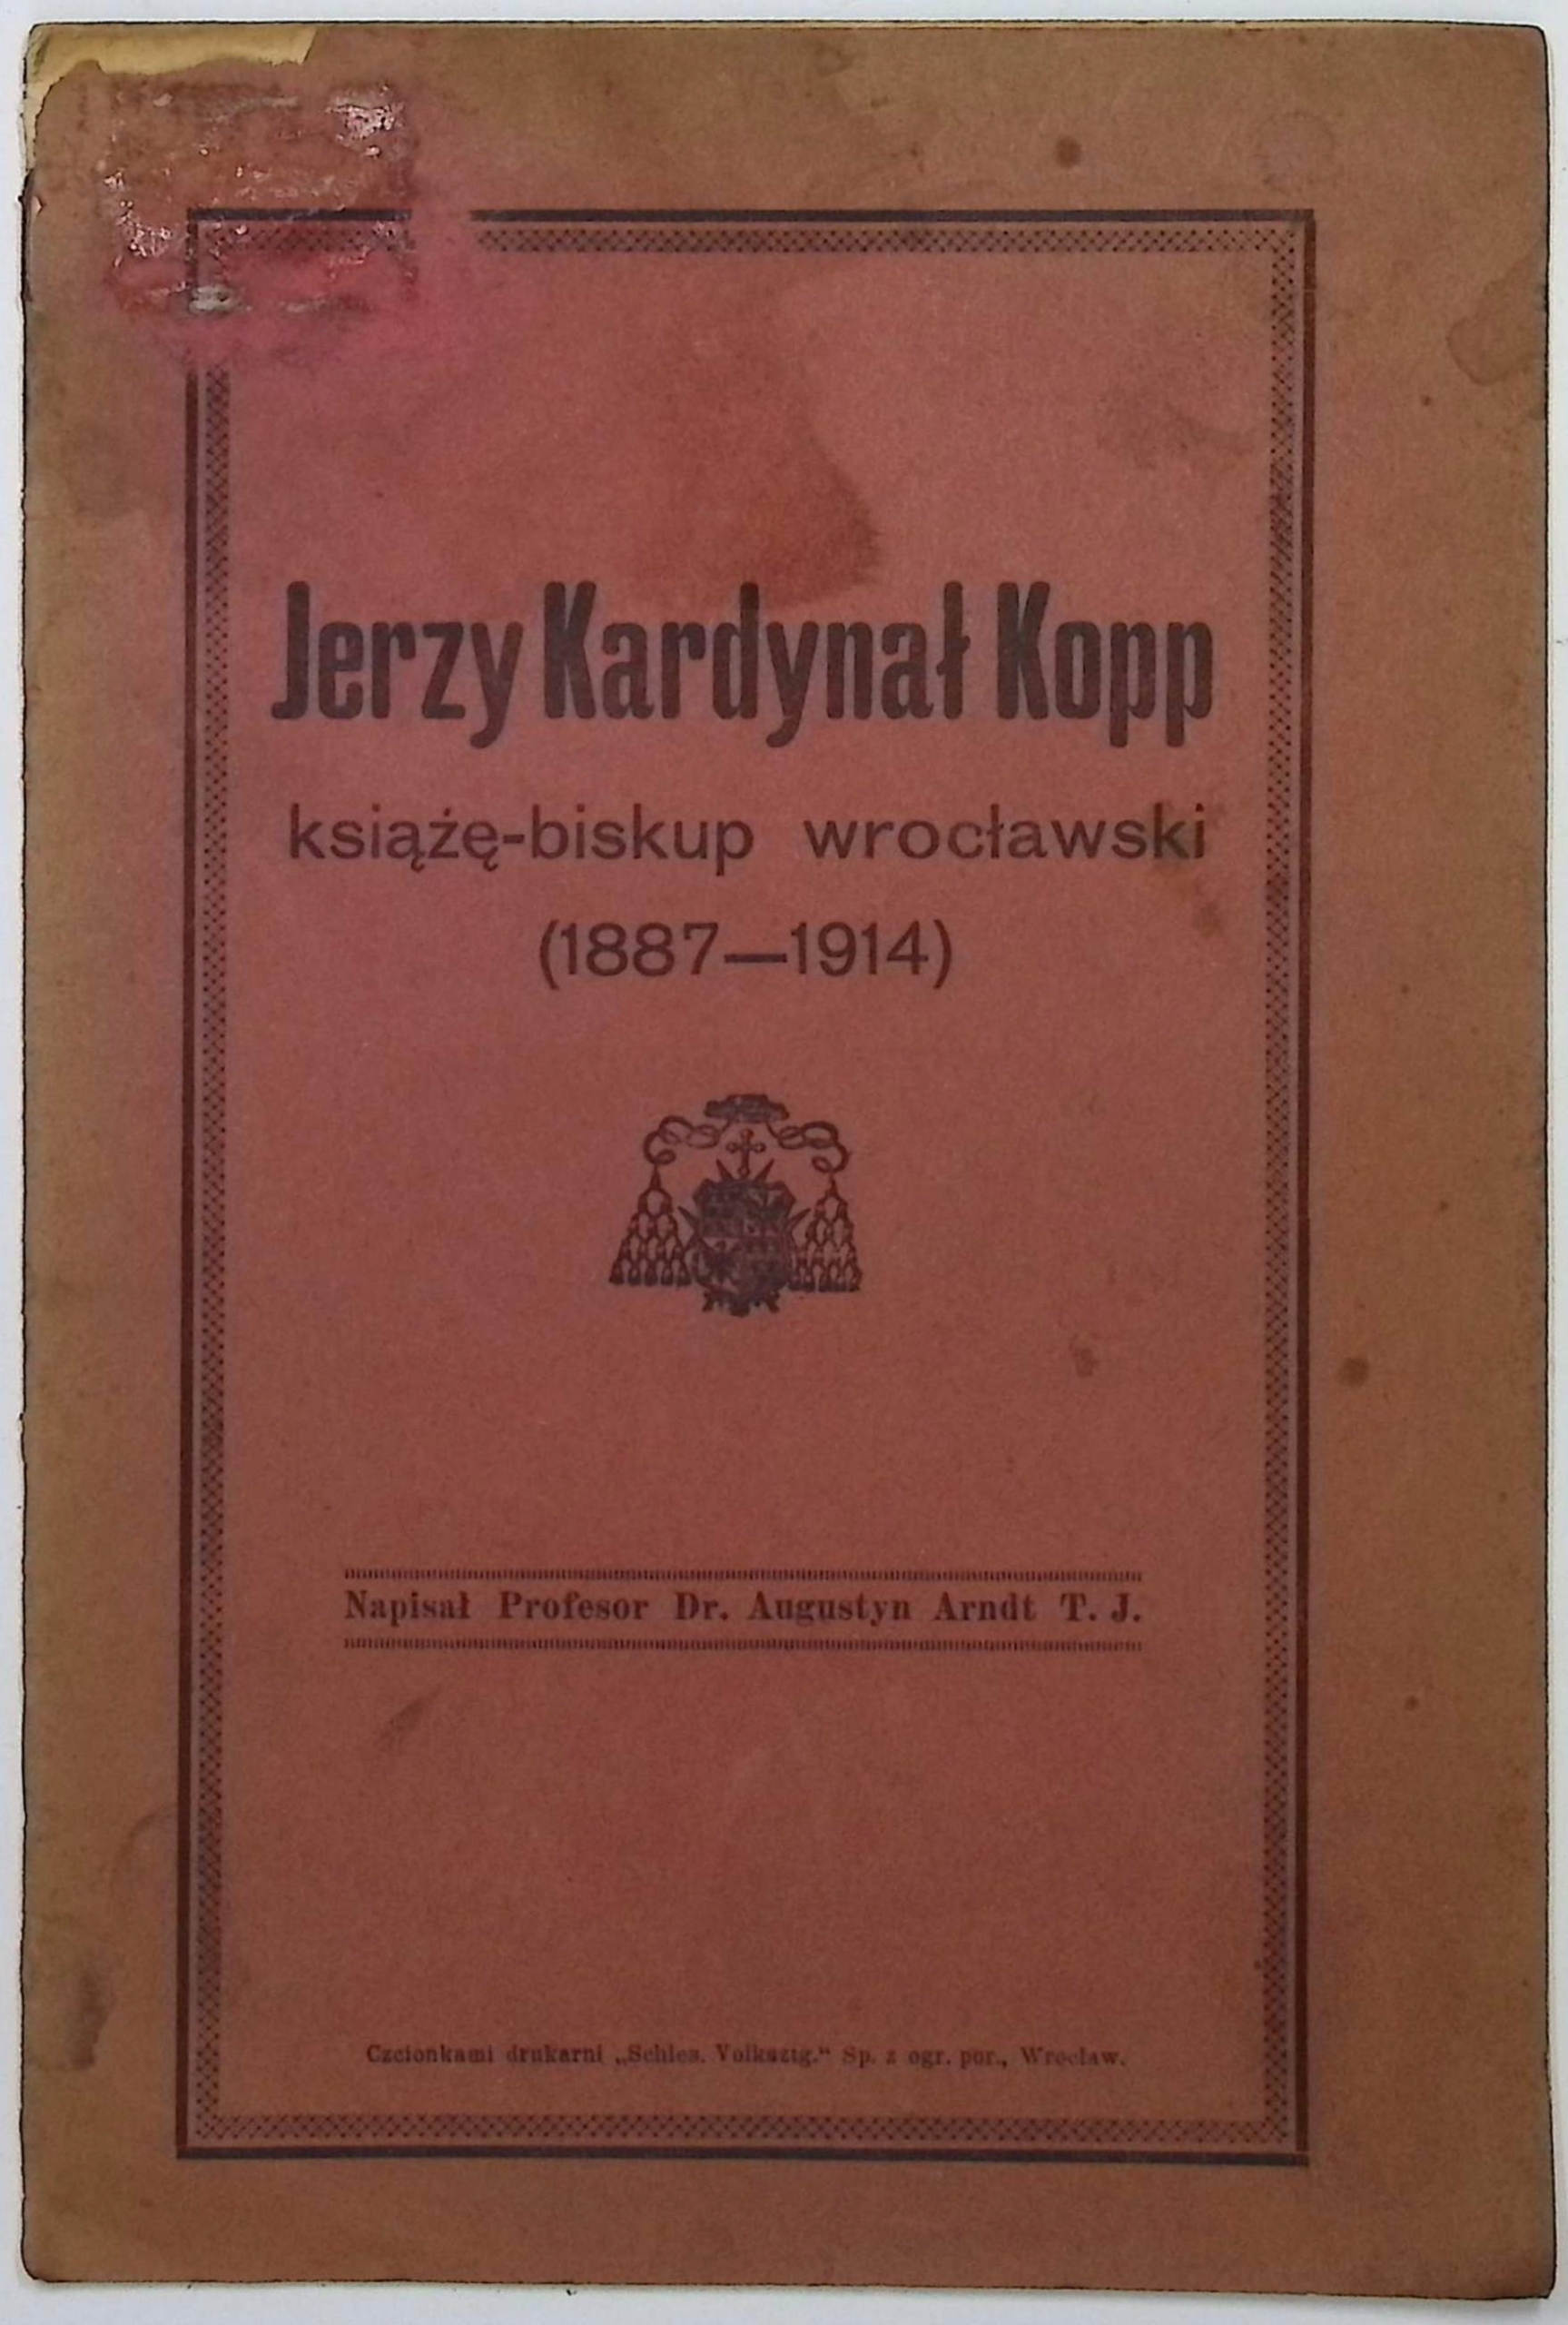 Jerzy Kardynał Kopp
książę-biskup wrocławski
(1887—1914)
Napisał Profesor Dr. Augustyn Arndt T. J.
Czcionkami drukarni „Schles. Volksztg.“ Sp. z ogr. por., Wrocław.